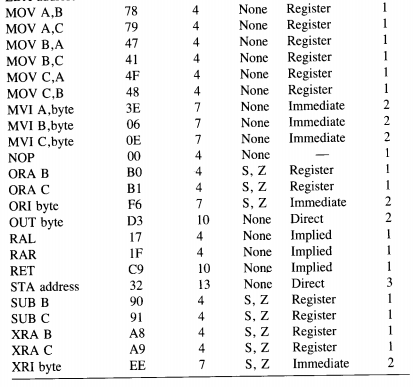 MOV A,B 78 4 None Register 1
MOV A,C 79 4 None Register 1
MOV B,A 47 4 None Register 1
MOV B,C 41 4 None Register 1
MOV C,A 4F 4 None Register 1
MOV C,B 48 4 None Register 1
MVI A,byte 3E 7 None Immediate 2
MVI B,byte 06 7 None Immediate 2
MVI C,byte 0E 7 None Immediate 2
NOP 00 4 None — 1
ORA B B0 4 S, Z Register 1
ORA C B1 4 S, Z Register 1
ORI byte F6 7 S, Z Immediate 2
OUT byte D3 10 None Direct 2
RAL 17 4 None Implied 1
RAR 1F 4 None Implied 1
RET C9 10 None Implied 1
STA address 32 13 None Direct 3
SUB B 90 4 S, Z Register 1
SUB C 91 4 S, Z Register 1
XRA B A8 4 S, Z Register 1
XRA C A9 4 S, Z Register 1
XRI byte EE 7 S, Z Immediate 2